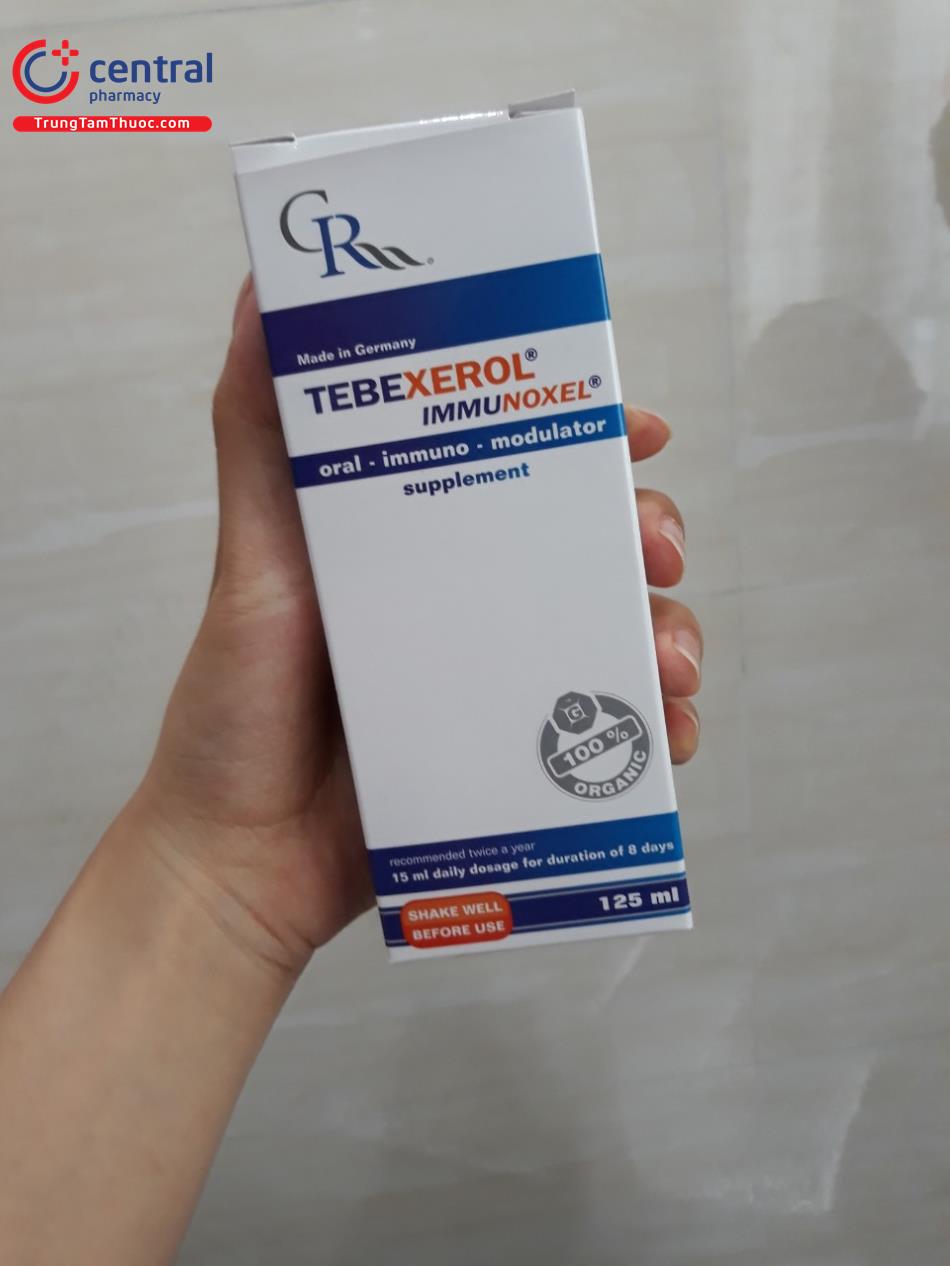 central
pharmacy
TrungTamThuoc.com
CRM®
Made in Germany
TEBEXEROL®
IMMUNOXEL®
oral - immuno - modulator
supplement
G
100 %
ORGANIC
recommended twice a year
15 ml daily dosage for duration of 8 days
SHAKE WELL
BEFORE USE
125 ml